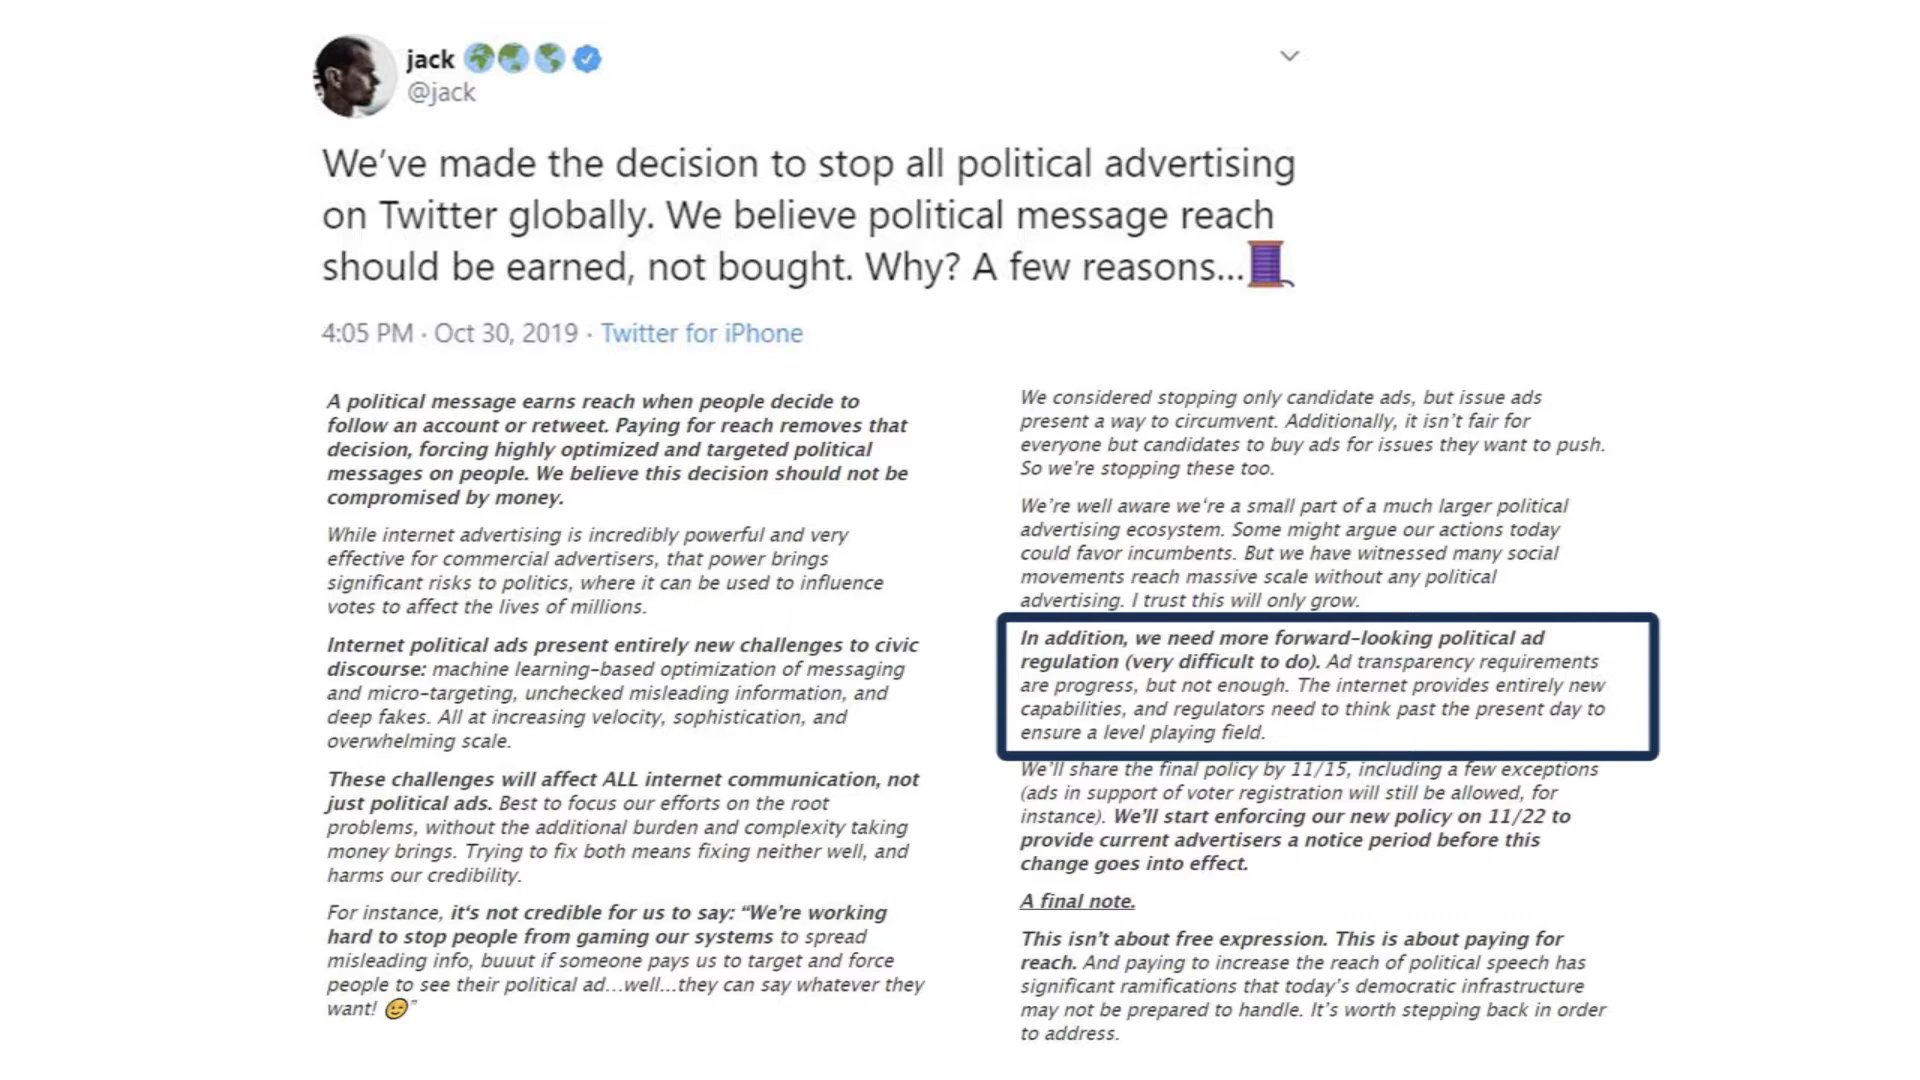 jack 🌍🌏🌎
@jack
We’ve made the decision to stop all political advertising
on Twitter globally. We believe political message reach
should be earned, not bought. Why? A few reasons…🧵
4:05 PM · Oct 30, 2019 · Twitter for iPhone
A political message earns reach when people decide to
follow an account or retweet. Paying for reach removes that
decision, forcing highly optimized and targeted political
messages on people. We believe this decision should not be
compromised by money.
While internet advertising is incredibly powerful and very
effective for commercial advertisers, that power brings
significant risks to politics, where it can be used to influence
votes to affect the lives of millions.
Internet political ads present entirely new challenges to civic
discourse: machine learning-based optimization of messaging
and micro-targeting, unchecked misleading information, and
deep fakes. All at increasing velocity, sophistication, and
overwhelming scale.
These challenges will affect ALL internet communication, not
just political ads. Best to focus our efforts on the root
problems, without the additional burden and complexity taking
money brings. Trying to fix both means fixing neither well, and
harms our credibility.
For instance, it‘s not credible for us to say: “We’re working
hard to stop people from gaming our systems to spread
misleading info, buuut if someone pays us to target and force
people to see their political ad…well...they can say whatever they
want! 😉”
We considered stopping only candidate ads, but issue ads
present a way to circumvent. Additionally, it isn’t fair for
everyone but candidates to buy ads for issues they want to push.
So we’re stopping these too.
We’re well aware we‘re a small part of a much larger political
advertising ecosystem. Some might argue our actions today
could favor incumbents. But we have witnessed many social
movements reach massive scale without any political
advertising. I trust this will only grow.
In addition, we need more forward-looking political ad
regulation (very difficult to do). Ad transparency requirements
are progress, but not enough. The internet provides entirely new
capabilities, and regulators need to think past the present day to
ensure a level playing field.
We’ll share the final policy by 11/15, including a few exceptions
(ads in support of voter registration will still be allowed, for
instance). We’ll start enforcing our new policy on 11/22 to
provide current advertisers a notice period before this
change goes into effect.
A final note.
This isn’t about free expression. This is about paying for
reach. And paying to increase the reach of political speech has
significant ramifications that today’s democratic infrastructure
may not be prepared to handle. It’s worth stepping back in order
to address.